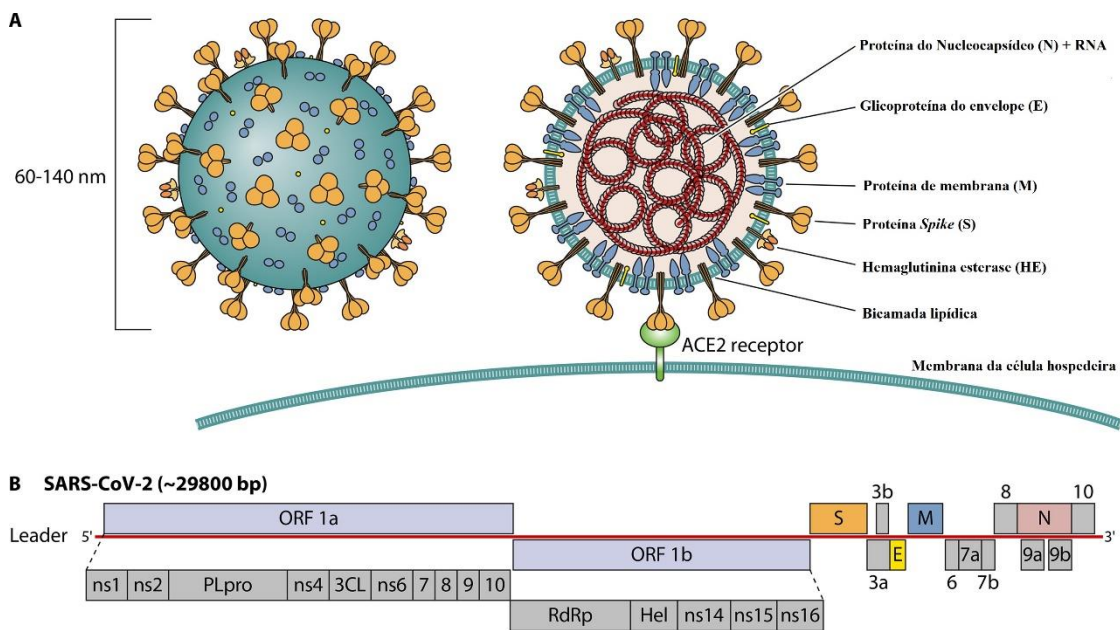 A
60-140 nm
Proteína do Nucleocapsídeo (N) + RNA
Glicoproteína do envelope (E)
Proteína de membrana (M)
Proteína Spike (S)
Hemaglutinina esterase (HE)
Bicamada lipídica
ACE2 receptor
Membrana da célula hospedeira
B SARS-CoV-2 (~29800 bp)
Leader 5' ORF 1a S 3b M 8 N 10 3'
ORF 1b 3a E 6 7a 7b 9a 9b
ns1 ns2 PLpro ns4 3CL ns6 7 8 9 10
RdRp Hel ns14 ns15 ns16